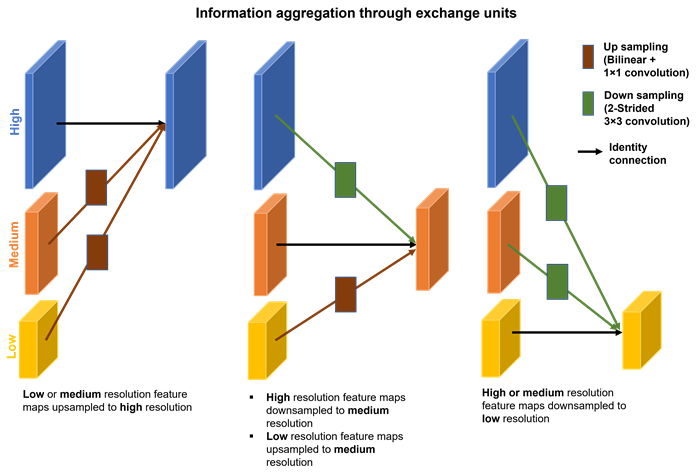 Information aggregation through exchange units
Up sampling
(Bilinear +
1×1 convolution)
Down sampling
(2-Strided
3×3 convolution)
Identity
connection
High
Medium
Low
Low or medium resolution feature
maps upsampled to high resolution
▪ High resolution feature maps
downsampled to medium
resolution
▪ Low resolution feature maps
upsampled to medium
resolution
High or medium resolution
feature maps downsampled to
low resolution